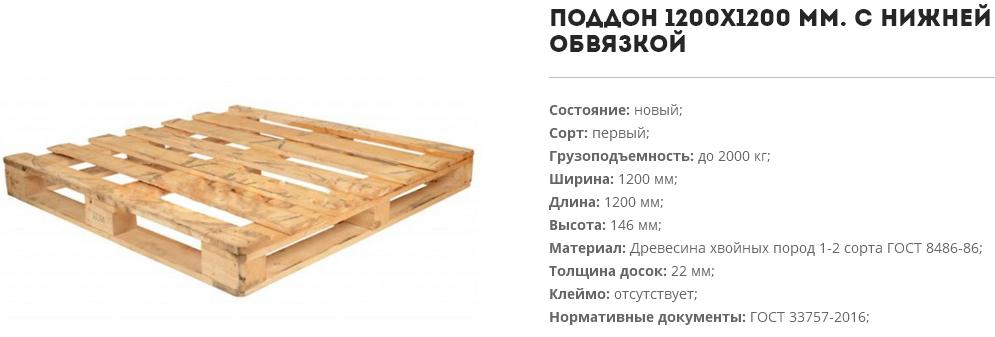 ПОДДОН 1200Х1200 ММ. С НИЖНЕЙ
ОБВЯЗКОЙ
Состояние: новый;
Сорт: первый;
Грузоподъемность: до 2000 кг;
Ширина: 1200 мм;
Длина: 1200 мм;
Высота: 146 мм;
Материал: Древесина хвойных пород 1-2 сорта ГОСТ 8486-86;
Толщина досок: 22 мм;
Клеймо: отсутствует;
Нормативные документы: ГОСТ 33757-2016;